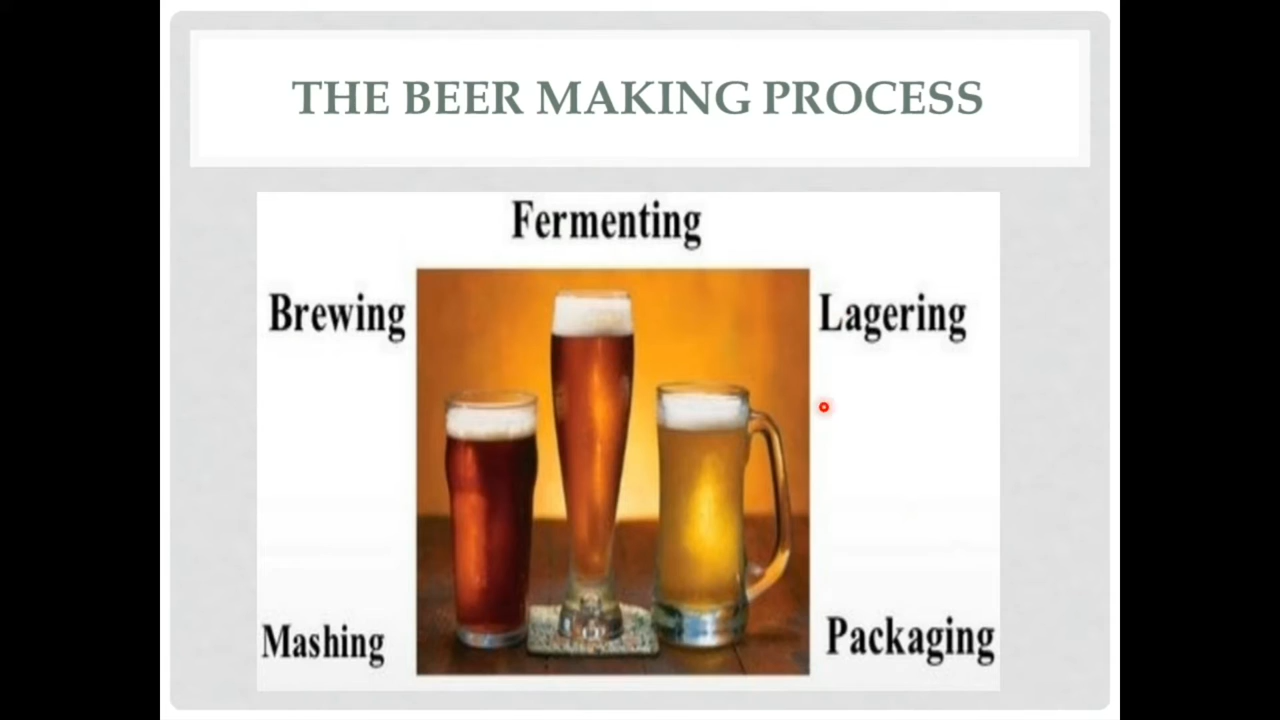 THE BEER MAKING PROCESS
Fermenting
Brewing
Lagering
Mashing
Packaging